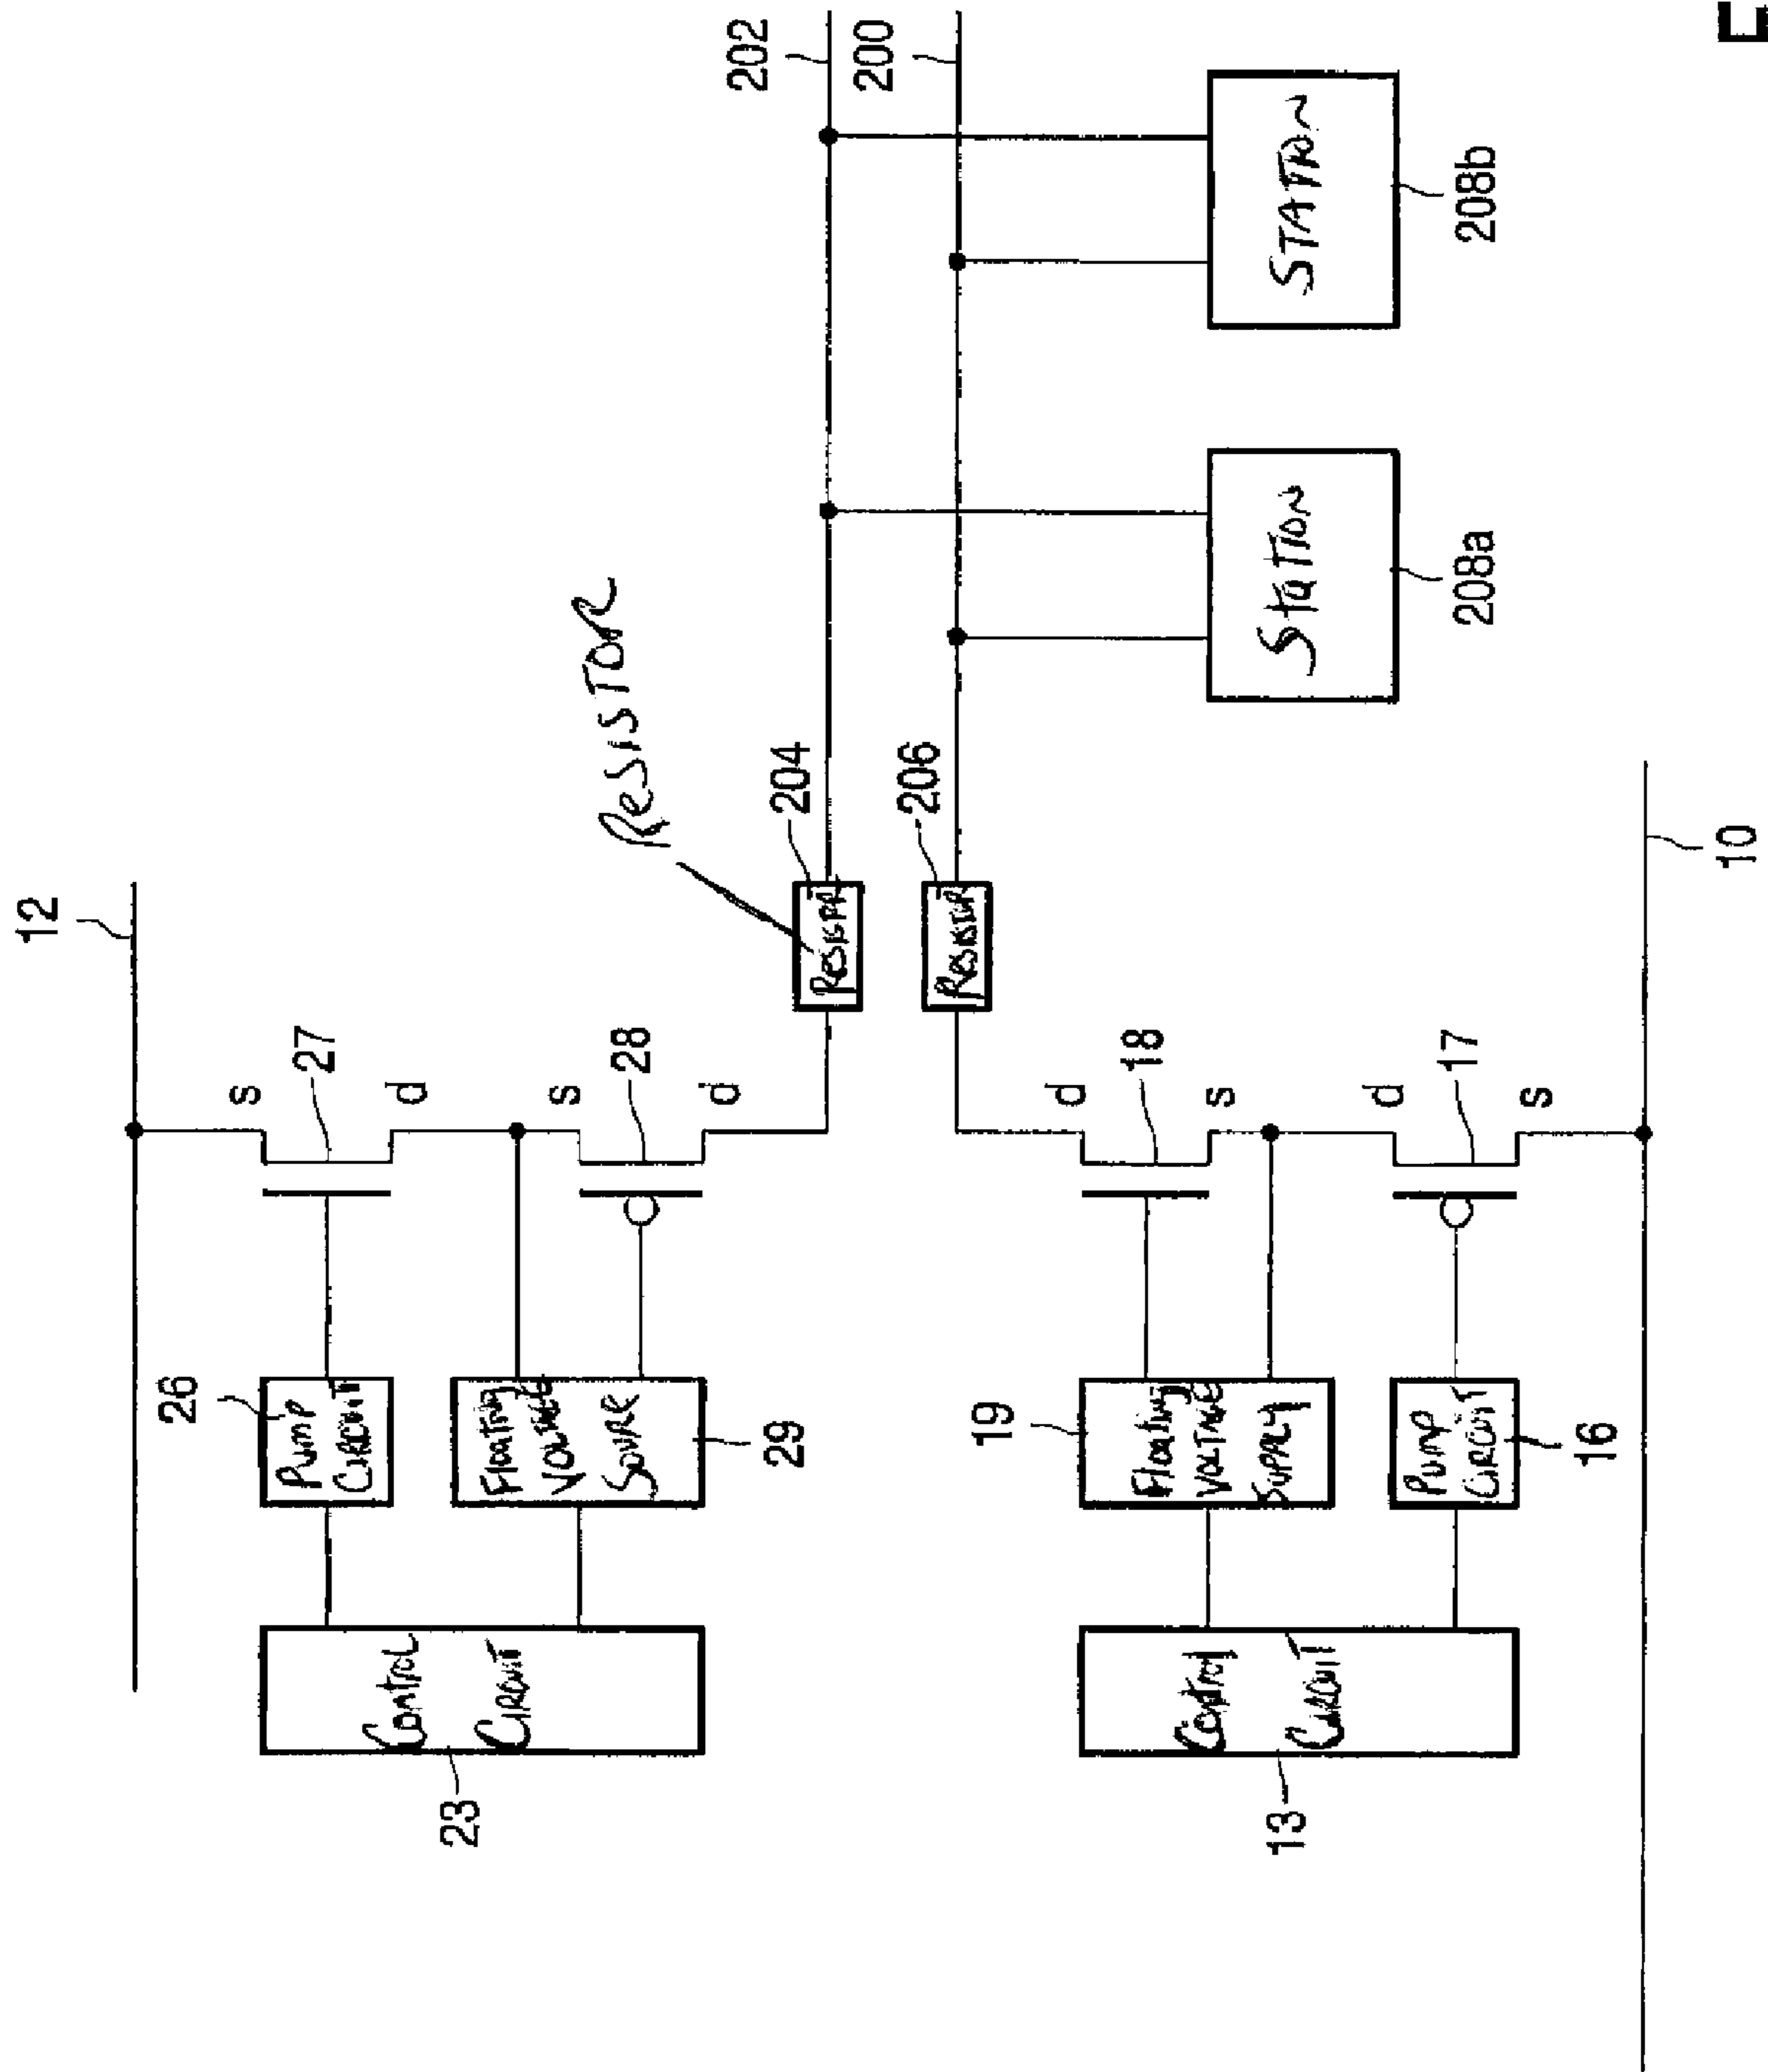 12
202
200
s
27
d
s
28
d
26
Pump
CIRCUIT
Floating
VOLTAGE
SOURE
29
Control
CIRCUIT
23
RESISTOR
204
RESISTOR
206
RESISTOR
STATION
208a
STATION
208b
d
18
s
d
17
s
19
Floating
VOLTAGE
SUPPLY
Pump
CIRCUIT
16
Control
CIRCUIT
13
10